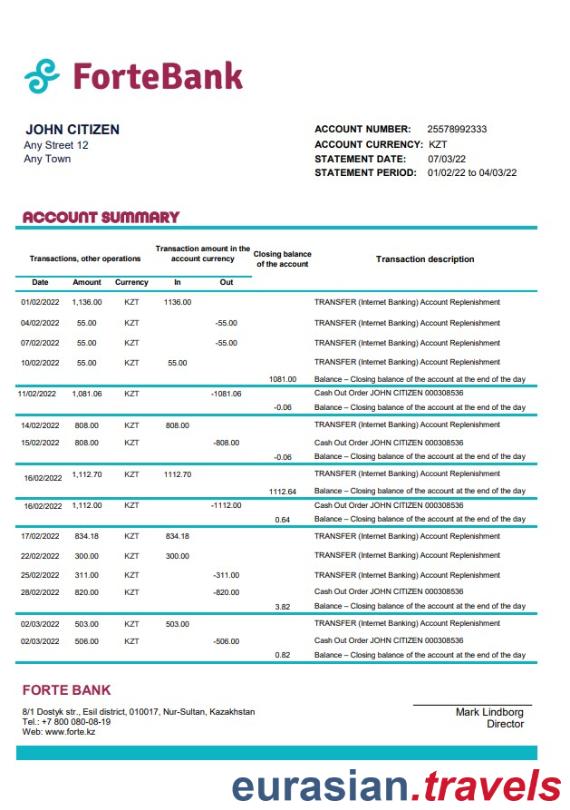 ForteBank
JOHN CITIZEN
Any Street 12
Any Town
ACCOUNT NUMBER: 25578992333
ACCOUNT CURRENCY: KZT
STATEMENT DATE: 07/03/22
STATEMENT PERIOD: 01/02/22 to 04/03/22
ACCOUNT SUMMARY
Transactions, other operations Transaction amount in the account currency Closing balance of the account Transaction description
Date Amount Currency In Out
01/02/2022 1,136.00 KZT 1136.00 TRANSFER (Internet Banking) Account Replenishment
04/02/2022 55.00 KZT -55.00 TRANSFER (Internet Banking) Account Replenishment
07/02/2022 55.00 KZT -55.00 TRANSFER (Internet Banking) Account Replenishment
10/02/2022 55.00 KZT 55.00 TRANSFER (Internet Banking) Account Replenishment
1081.00 Balance – Closing balance of the account at the end of the day
11/02/2022 1,081.06 KZT -1081.06 Cash Out Order JOHN CITIZEN 000308536
-0.06 Balance – Closing balance of the account at the end of the day
14/02/2022 808.00 KZT 808.00 TRANSFER (Internet Banking) Account Replenishment
15/02/2022 808.00 KZT -808.00 Cash Out Order JOHN CITIZEN 000308536
-0.06 Balance – Closing balance of the account at the end of the day
16/02/2022 1,112.70 KZT 1112.70 TRANSFER (Internet Banking) Account Replenishment
1112.64 Balance – Closing balance of the account at the end of the day
16/02/2022 1,112.00 KZT -1112.00 Cash Out Order JOHN CITIZEN 000308536
0.64 Balance – Closing balance of the account at the end of the day
17/02/2022 834.18 KZT 834.18 TRANSFER (Internet Banking) Account Replenishment
22/02/2022 300.00 KZT 300.00 TRANSFER (Internet Banking) Account Replenishment
25/02/2022 311.00 KZT -311.00 TRANSFER (Internet Banking) Account Replenishment
28/02/2022 820.00 KZT -820.00 Cash Out Order JOHN CITIZEN 000308536
3.82 Balance – Closing balance of the account at the end of the day
02/03/2022 503.00 KZT 503.00 TRANSFER (Internet Banking) Account Replenishment
02/03/2022 506.00 KZT -506.00 Cash Out Order JOHN CITIZEN 000308536
0.82 Balance – Closing balance of the account at the end of the day
FORTE BANK
8/1 Dostyk str., Esil district, 010017, Nur-Sultan, Kazakhstan
Tel.: +7 800 080-08-19
Web: www.forte.kz
Mark Lindborg
Director
eurasian.travels